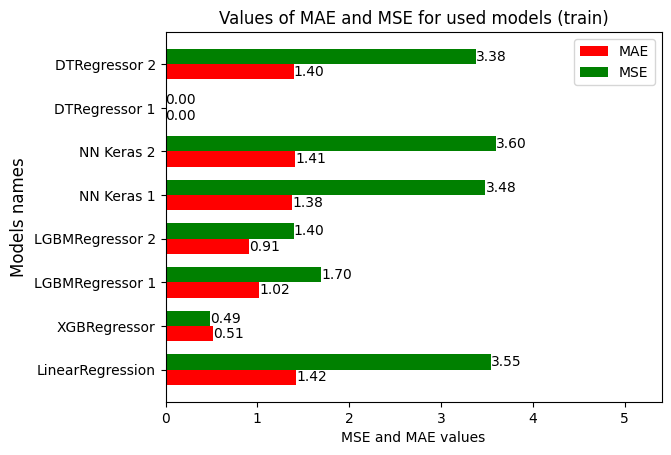 Values of MAE and MSE for used models (train)
MAE
MSE
Models names
DTRegressor 2
3.38
1.40
DTRegressor 1
0.00
0.00
NN Keras 2
3.60
1.41
NN Keras 1
3.48
1.38
LGBMRegressor 2
1.40
0.91
LGBMRegressor 1
1.70
1.02
XGBRegressor
0.49
0.51
LinearRegression
3.55
1.42
0 1 2 3 4 5
MSE and MAE values